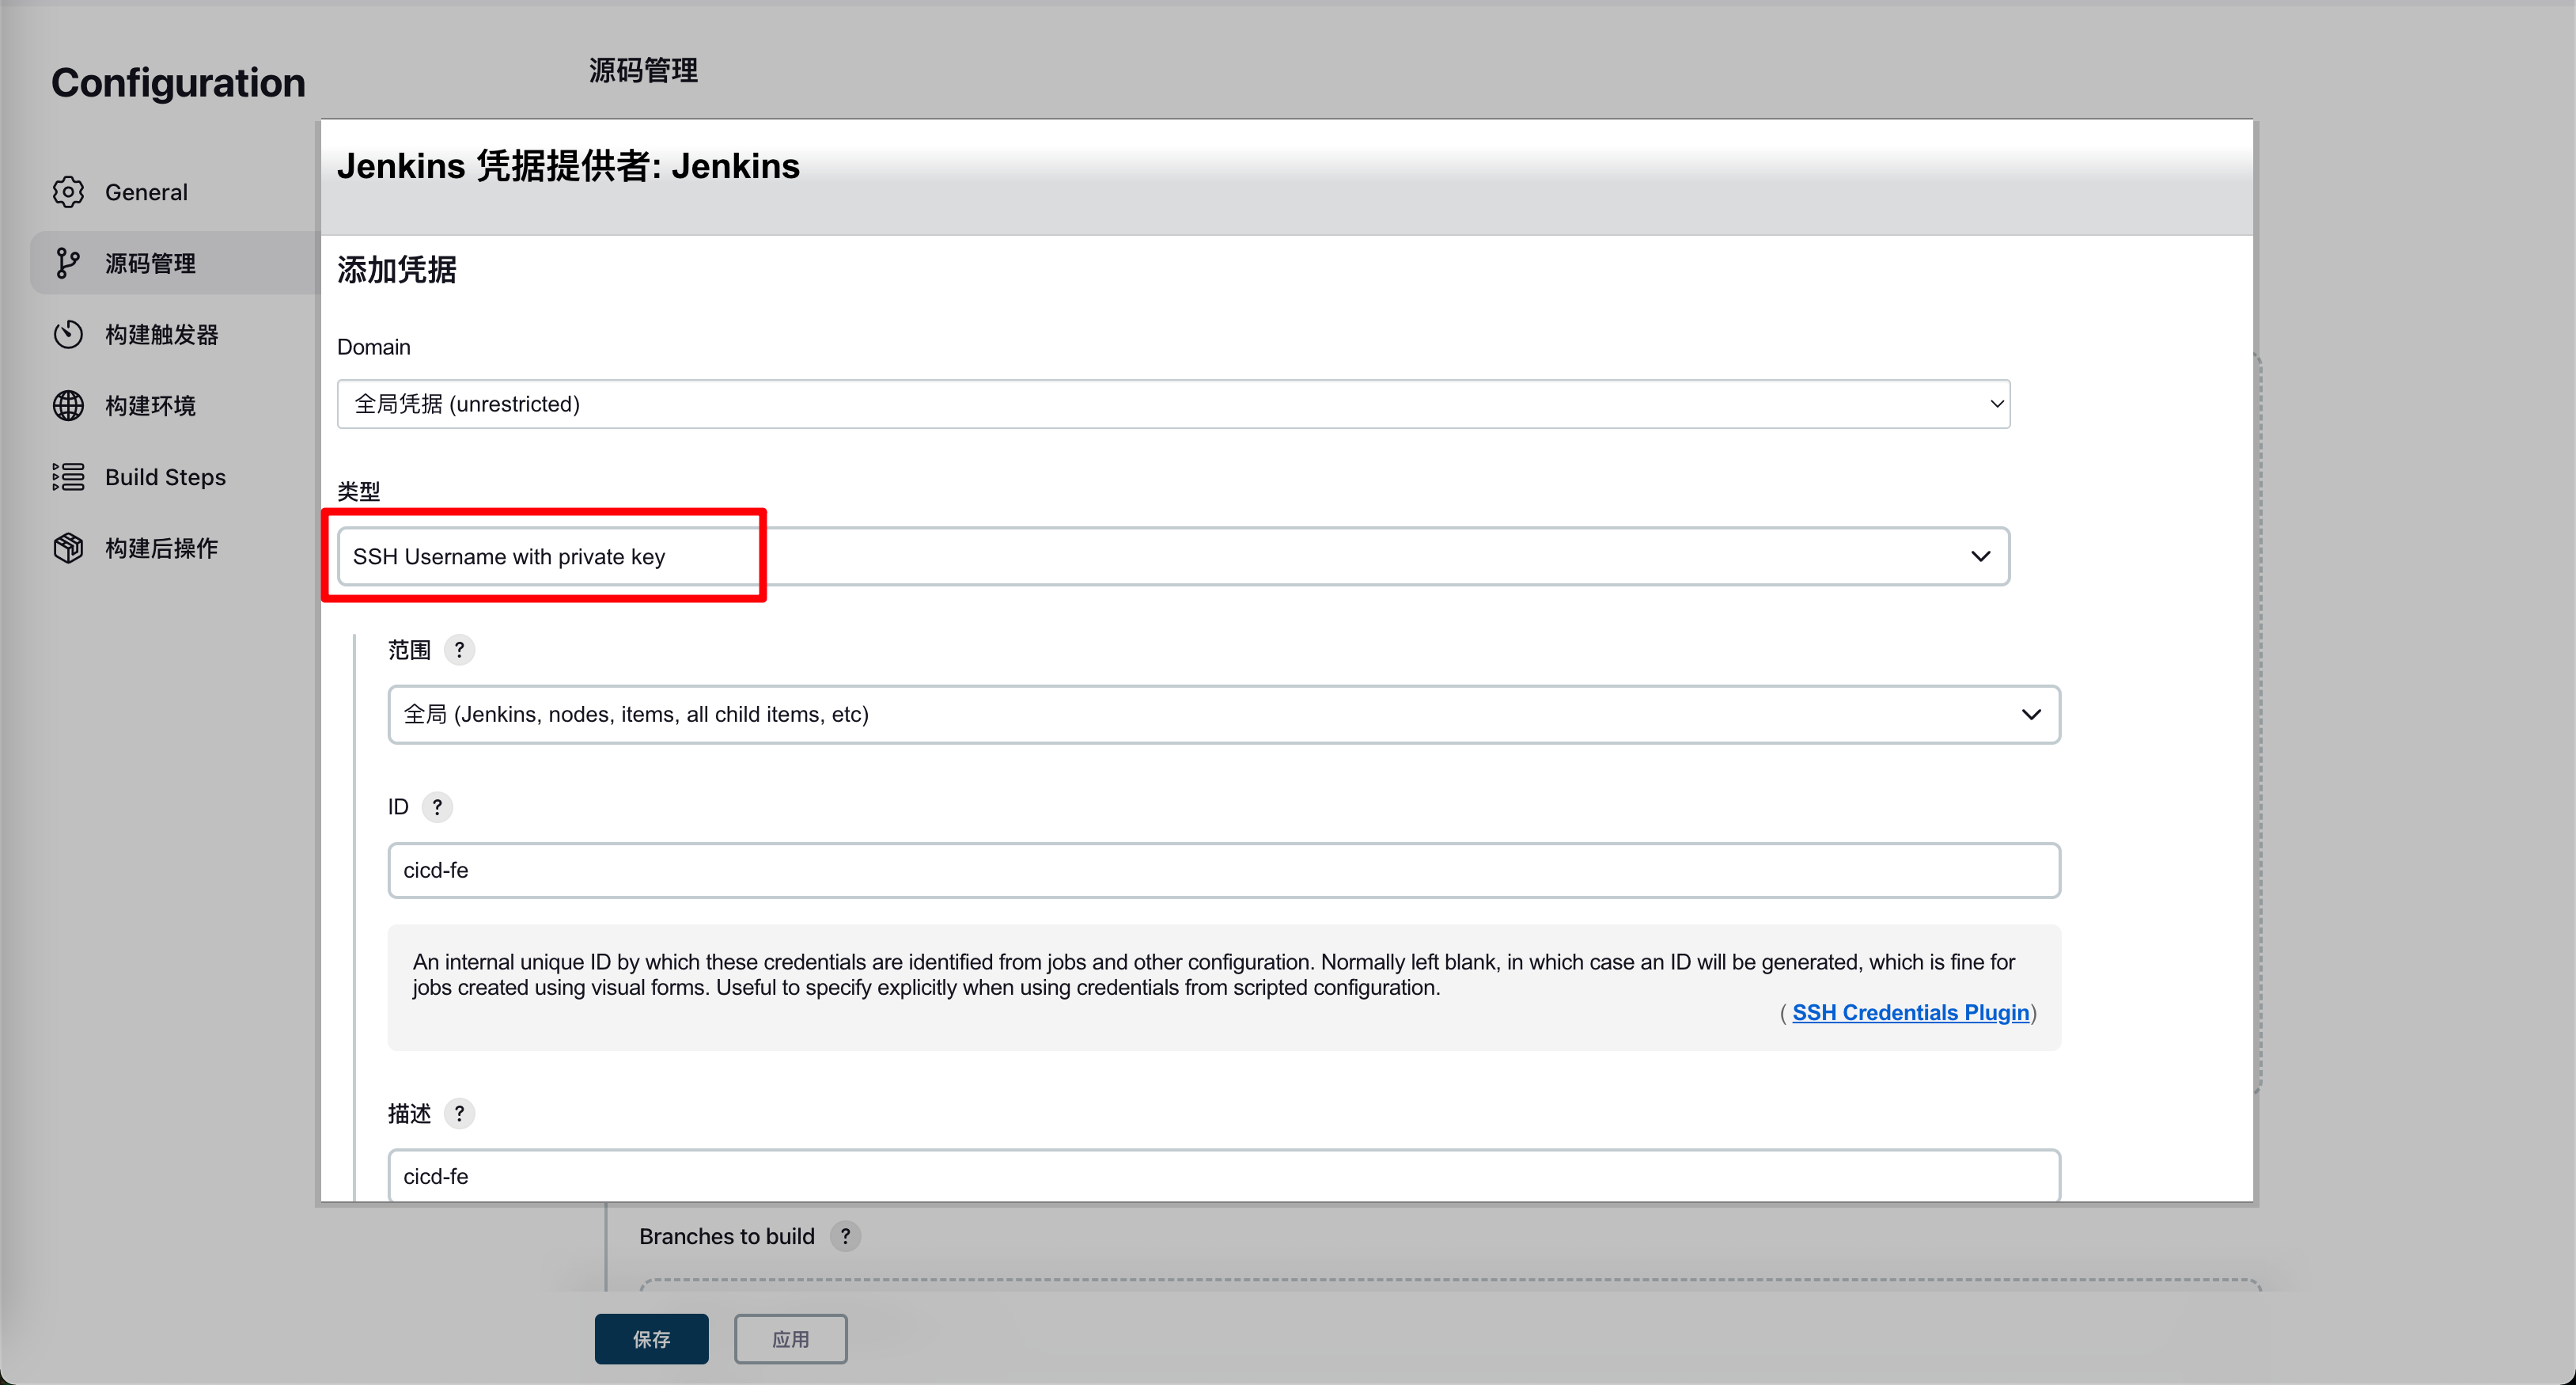 Configuration
General
源码管理
构建触发器
构建环境
Build Steps
构建后操作
源码管理
Jenkins 凭据提供者: Jenkins
添加凭据
Domain
全局凭据 (unrestricted)
类型
SSH Username with private key
范围 ?
全局 (Jenkins, nodes, items, all child items, etc)
ID ?
cicd-fe
An internal unique ID by which these credentials are identified from jobs and other configuration. Normally left blank, in which case an ID will be generated, which is fine for
jobs created using visual forms. Useful to specify explicitly when using credentials from scripted configuration.
( SSH Credentials Plugin)
描述 ?
cicd-fe
Branches to build ?
保存 应用